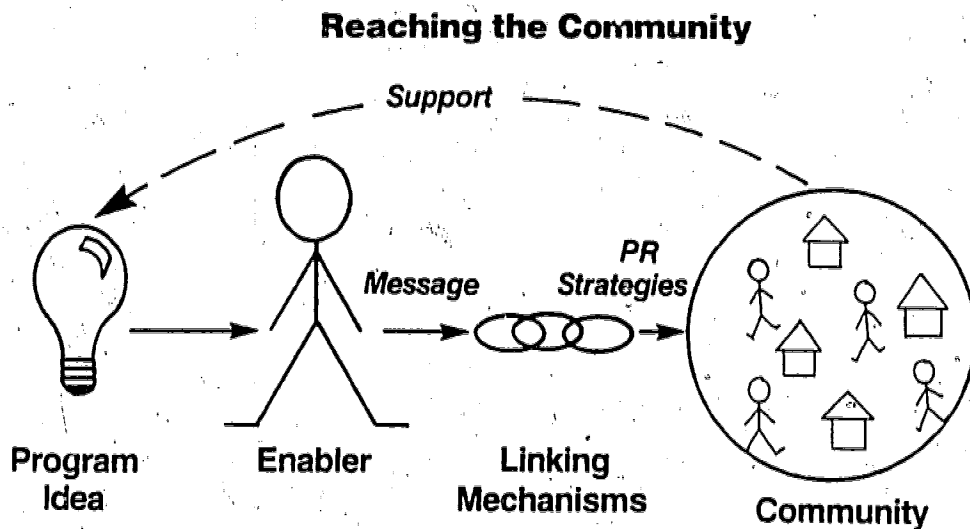 Reaching the Community
Support
Message
PR
Strategies
Program
Idea
Enabler
Linking
Mechanisms
Community